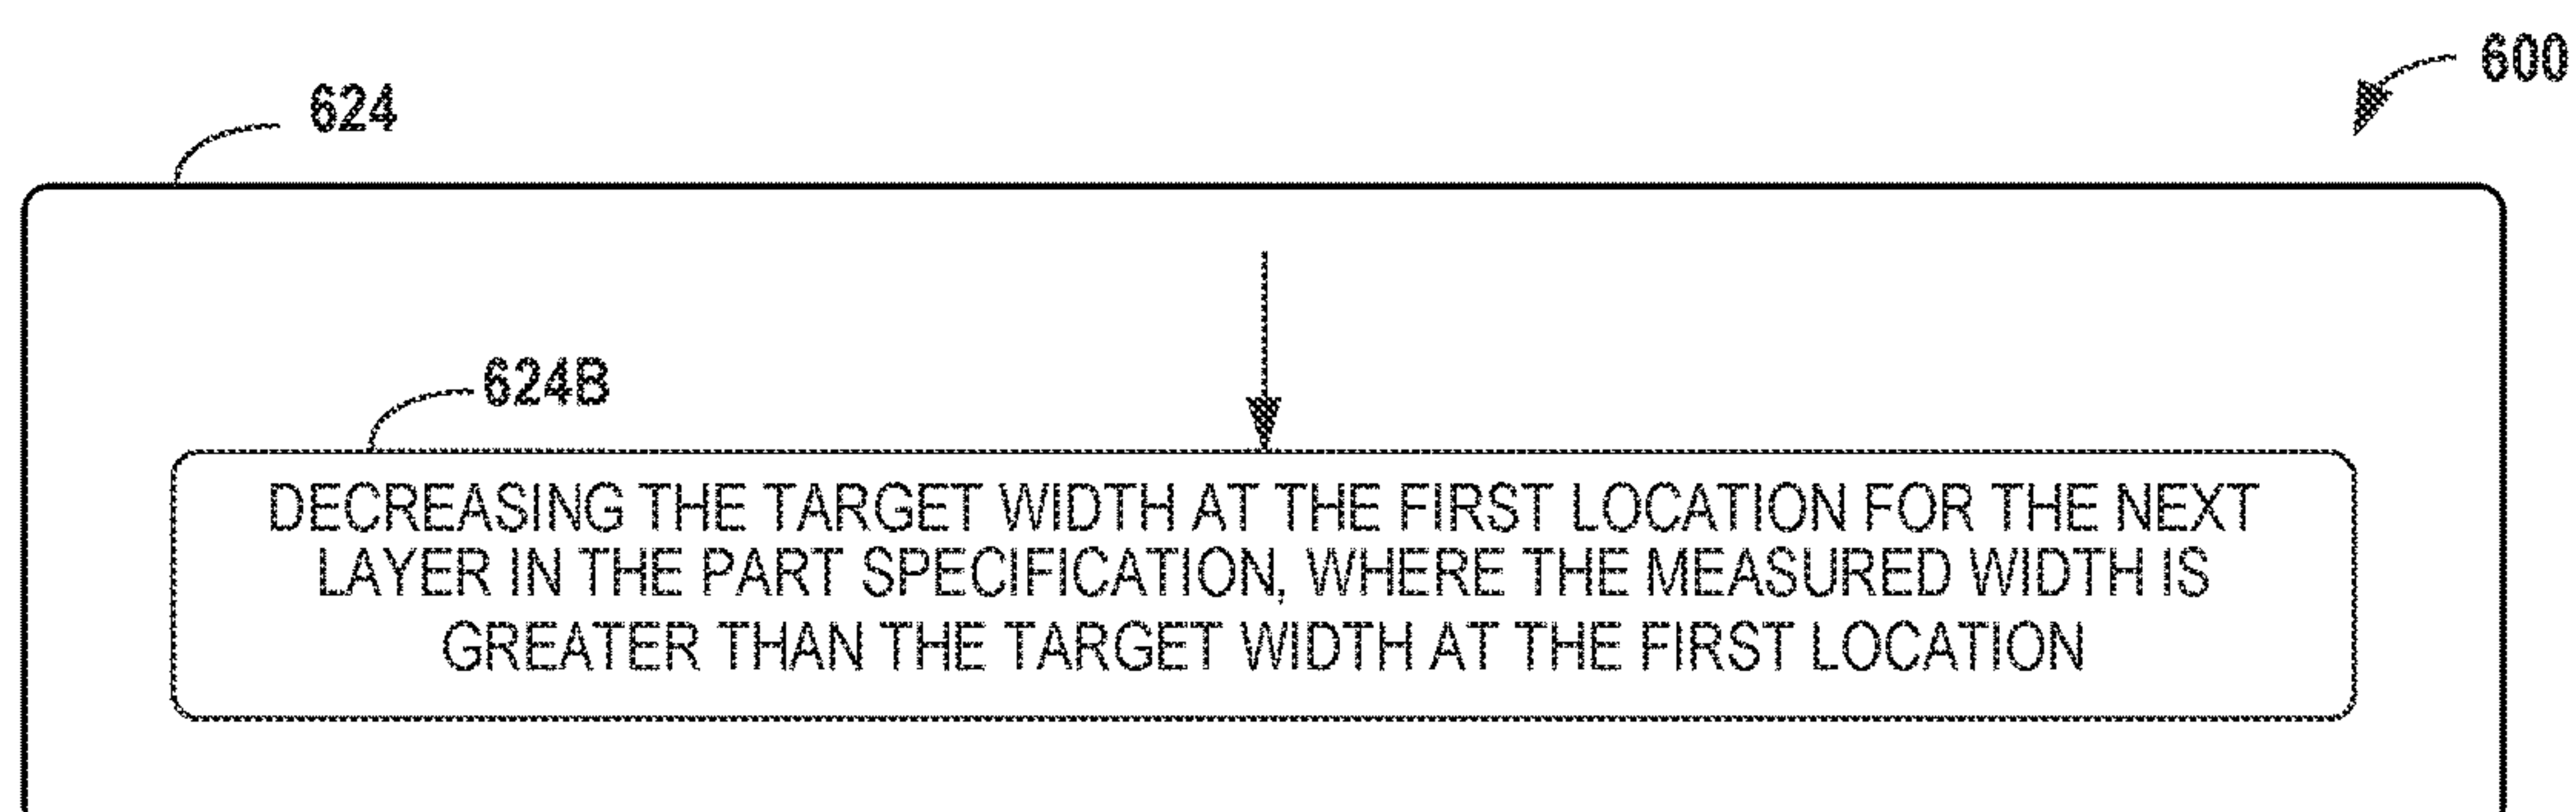 600
624
624B
DECREASING THE TARGET WIDTH AT THE FIRST LOCATION FOR THE NEXT
LAYER IN THE PART SPECIFICATION, WHERE THE MEASURED WIDTH IS
GREATER THAN THE TARGET WIDTH AT THE FIRST LOCATION